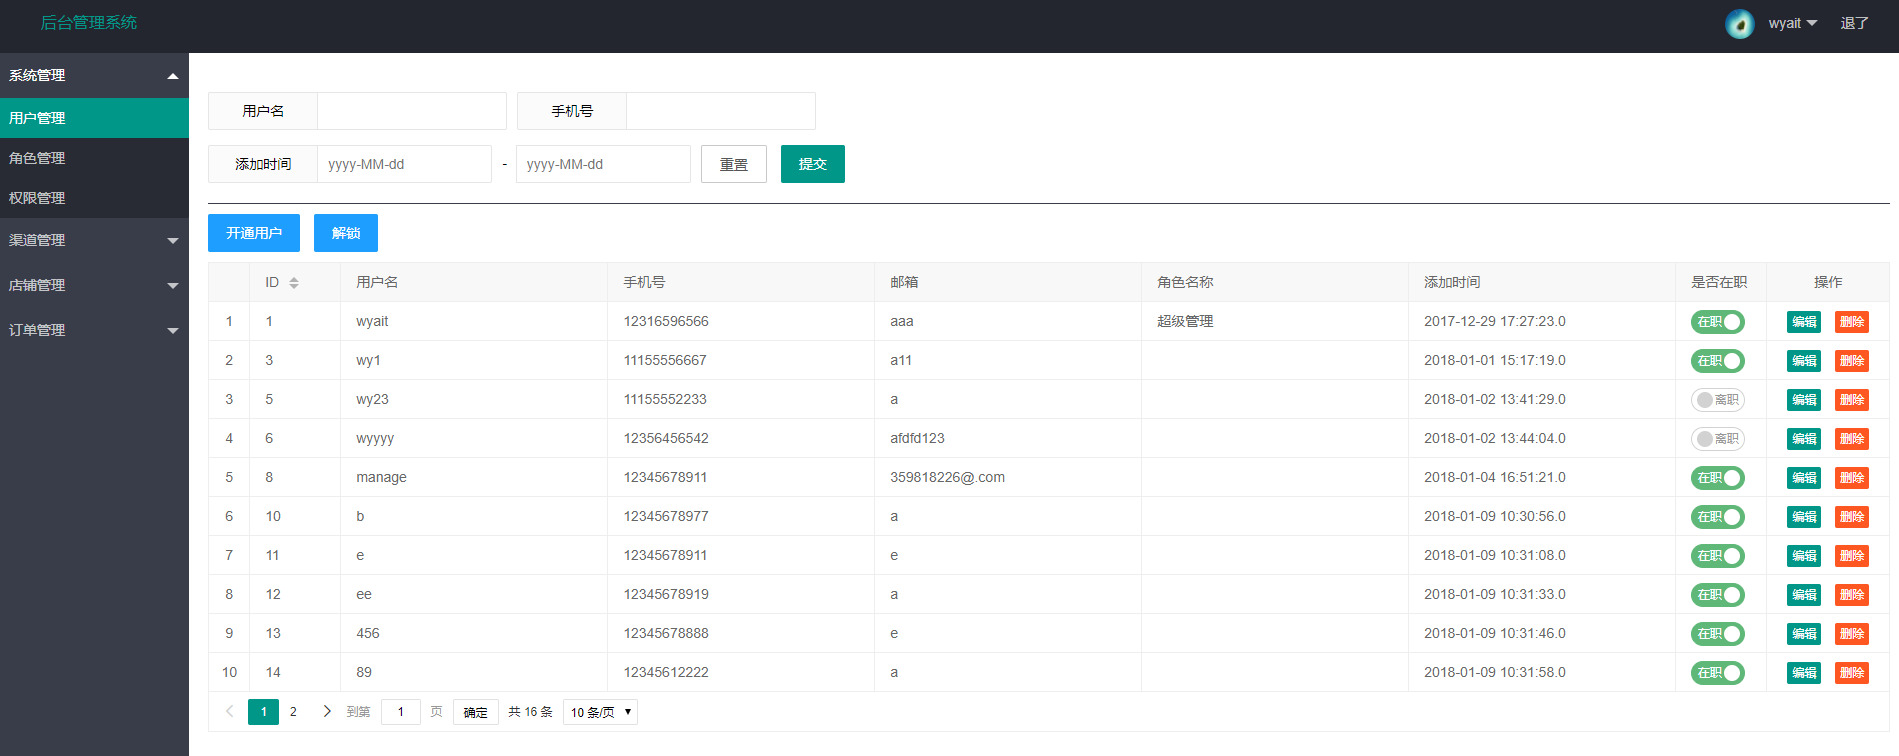 后台管理系统
wyait 退了
系统管理
用户管理
角色管理
权限管理
渠道管理
店铺管理
订单管理
用户名 手机号
添加时间 yyyy-MM-dd - yyyy-MM-dd 重置 提交
开通用户 解锁
ID 用户名 手机号 邮箱 角色名称 添加时间 是否在职 操作
1 1 wyait 12316596566 aaa 超级管理 2017-12-29 17:27:23.0 在职 编辑 删除
2 3 wy1 11155556667 a11 2018-01-01 15:17:19.0 在职 编辑 删除
3 5 wy23 11155552233 a 2018-01-02 13:41:29.0 离职 编辑 删除
4 6 wyyyy 12356456542 afdfd123 2018-01-02 13:44:04.0 离职 编辑 删除
5 8 manage 12345678911 359818226@.com 2018-01-04 16:51:21.0 在职 编辑 删除
6 10 b 12345678977 a 2018-01-09 10:30:56.0 在职 编辑 删除
7 11 e 12345678911 e 2018-01-09 10:31:08.0 在职 编辑 删除
8 12 ee 12345678919 a 2018-01-09 10:31:33.0 在职 编辑 删除
9 13 456 12345678888 e 2018-01-09 10:31:46.0 在职 编辑 删除
10 14 89 12345612222 a 2018-01-09 10:31:58.0 在职 编辑 删除
1 2 到第 1 页 确定 共 16 条 10 条/页